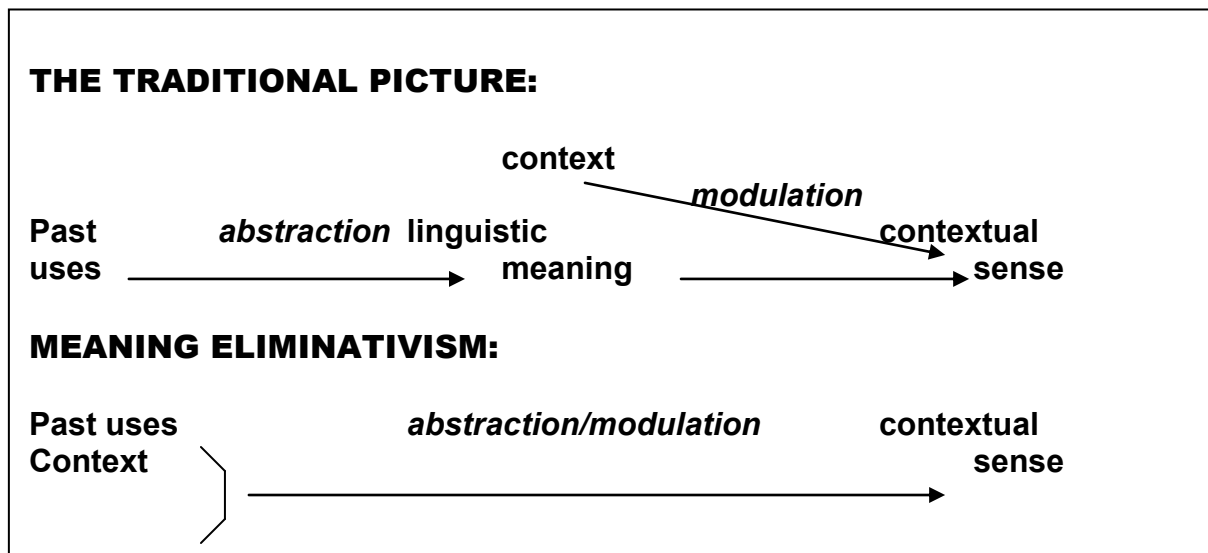 THE TRADITIONAL PICTURE:
context
modulation
Past abstraction linguistic contextual
uses meaning sense
MEANING ELIMINATIVISM:
Past uses abstraction/modulation contextual
Context sense